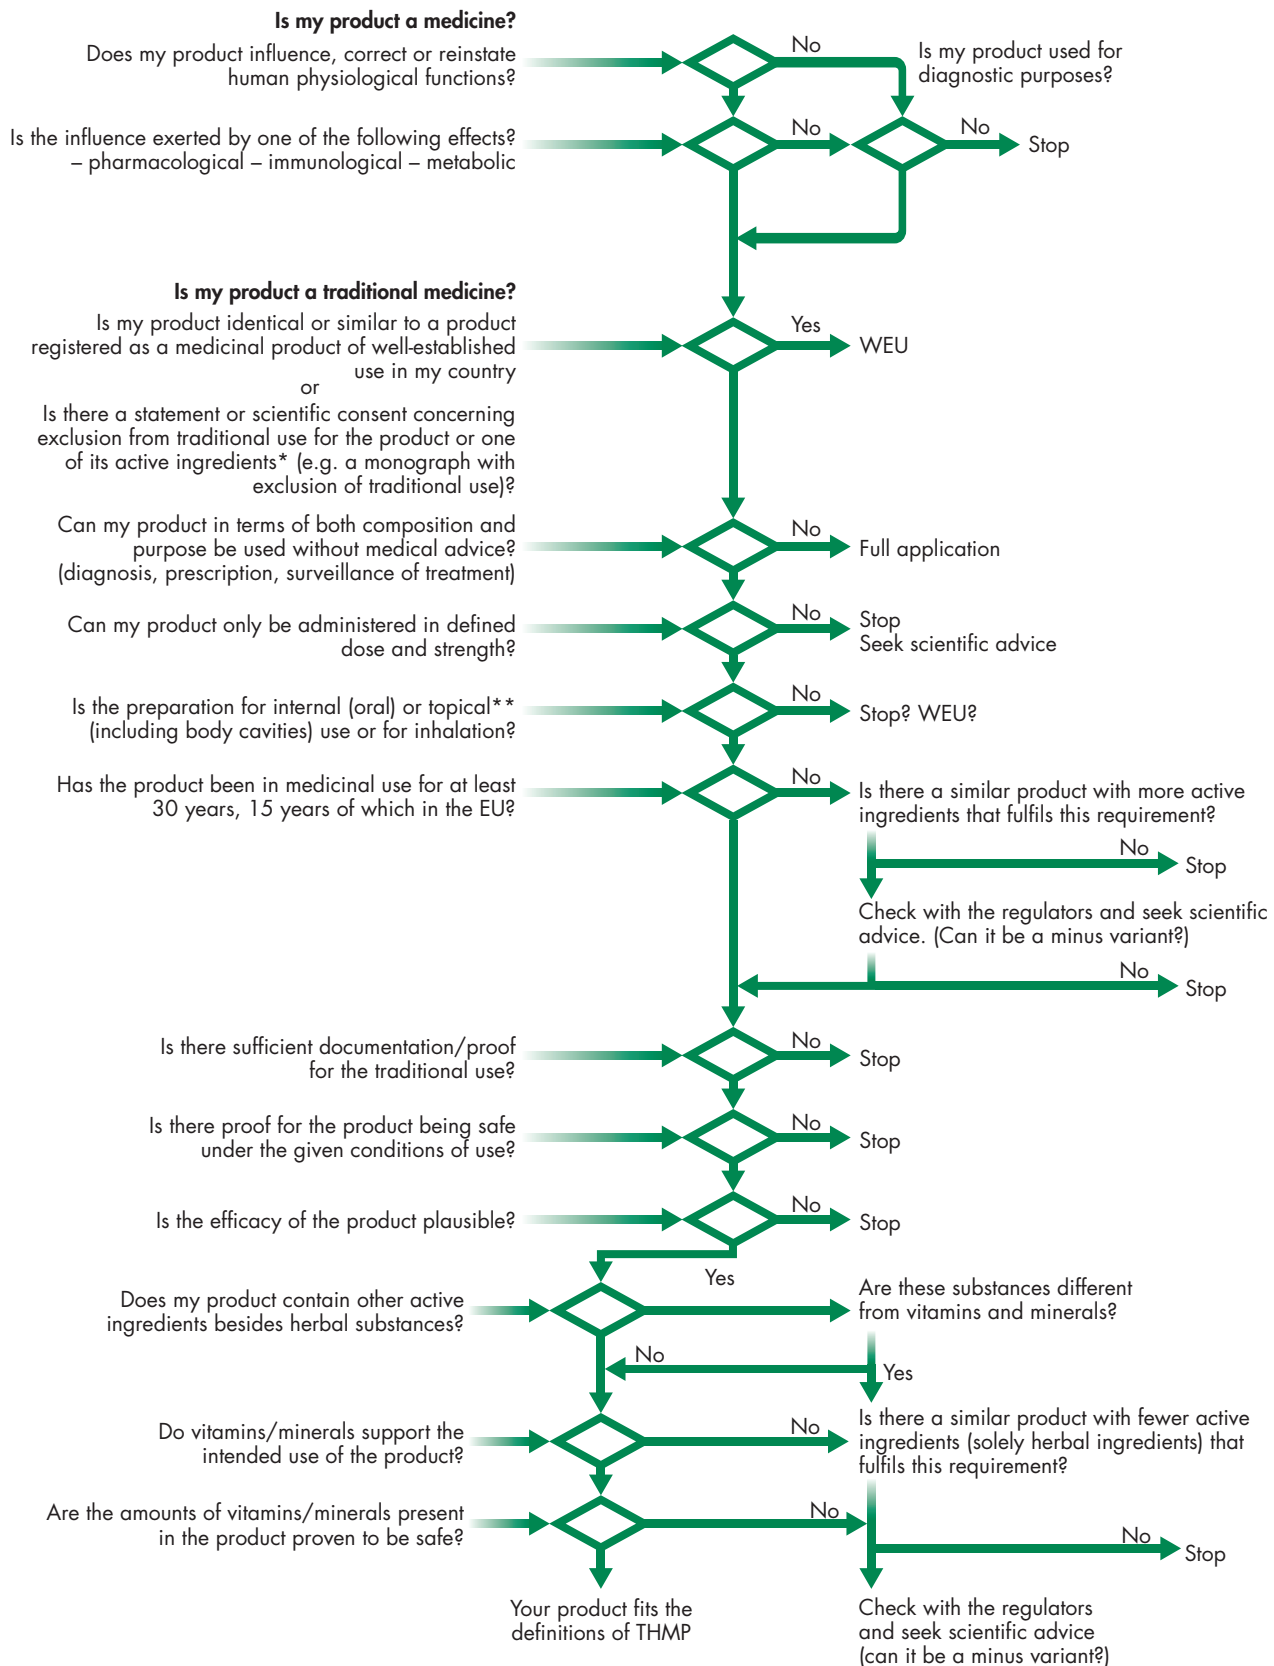 Is my product a medicine?
Does my product influence, correct or reinstate
human physiological functions?
No
Is my product used for
diagnostic purposes?
Is the influence exerted by one of the following effects?
– pharmacological – immunological – metabolic
No
No
Stop
Is my product a traditional medicine?
Is my product identical or similar to a product
registered as a medicinal product of well-established
use in my country
or
Is there a statement or scientific consent concerning
exclusion from traditional use for the product or one
of its active ingredients* (e.g. a monograph with
exclusion of traditional use)?
Yes
WEU
Can my product in terms of both composition and
purpose be used without medical advice?
(diagnosis, prescription, surveillance of treatment)
No
Full application
Can my product only be administered in defined
dose and strength?
No
Stop
Seek scientific advice
Is the preparation for internal (oral) or topical**
(including body cavities) use or for inhalation?
No
Stop? WEU?
Has the product been in medicinal use for at least
30 years, 15 years of which in the EU?
No
Is there a similar product with more active
ingredients that fulfils this requirement?
No
Stop
Check with the regulators and seek scientific
advice. (Can it be a minus variant?)
No
Stop
Is there sufficient documentation/proof
for the traditional use?
No
Stop
Is there proof for the product being safe
under the given conditions of use?
No
Stop
Is the efficacy of the product plausible?
No
Stop
Yes
Does my product contain other active
ingredients besides herbal substances?
Are these substances different
from vitamins and minerals?
No
Yes
Do vitamins/minerals support the
intended use of the product?
No
Is there a similar product with fewer active
ingredients (solely herbal ingredients) that
fulfils this requirement?
Are the amounts of vitamins/minerals present
in the product proven to be safe?
No
No
Stop
Your product fits the
definitions of THMP
Check with the regulators
and seek scientific advice
(can it be a minus variant?)